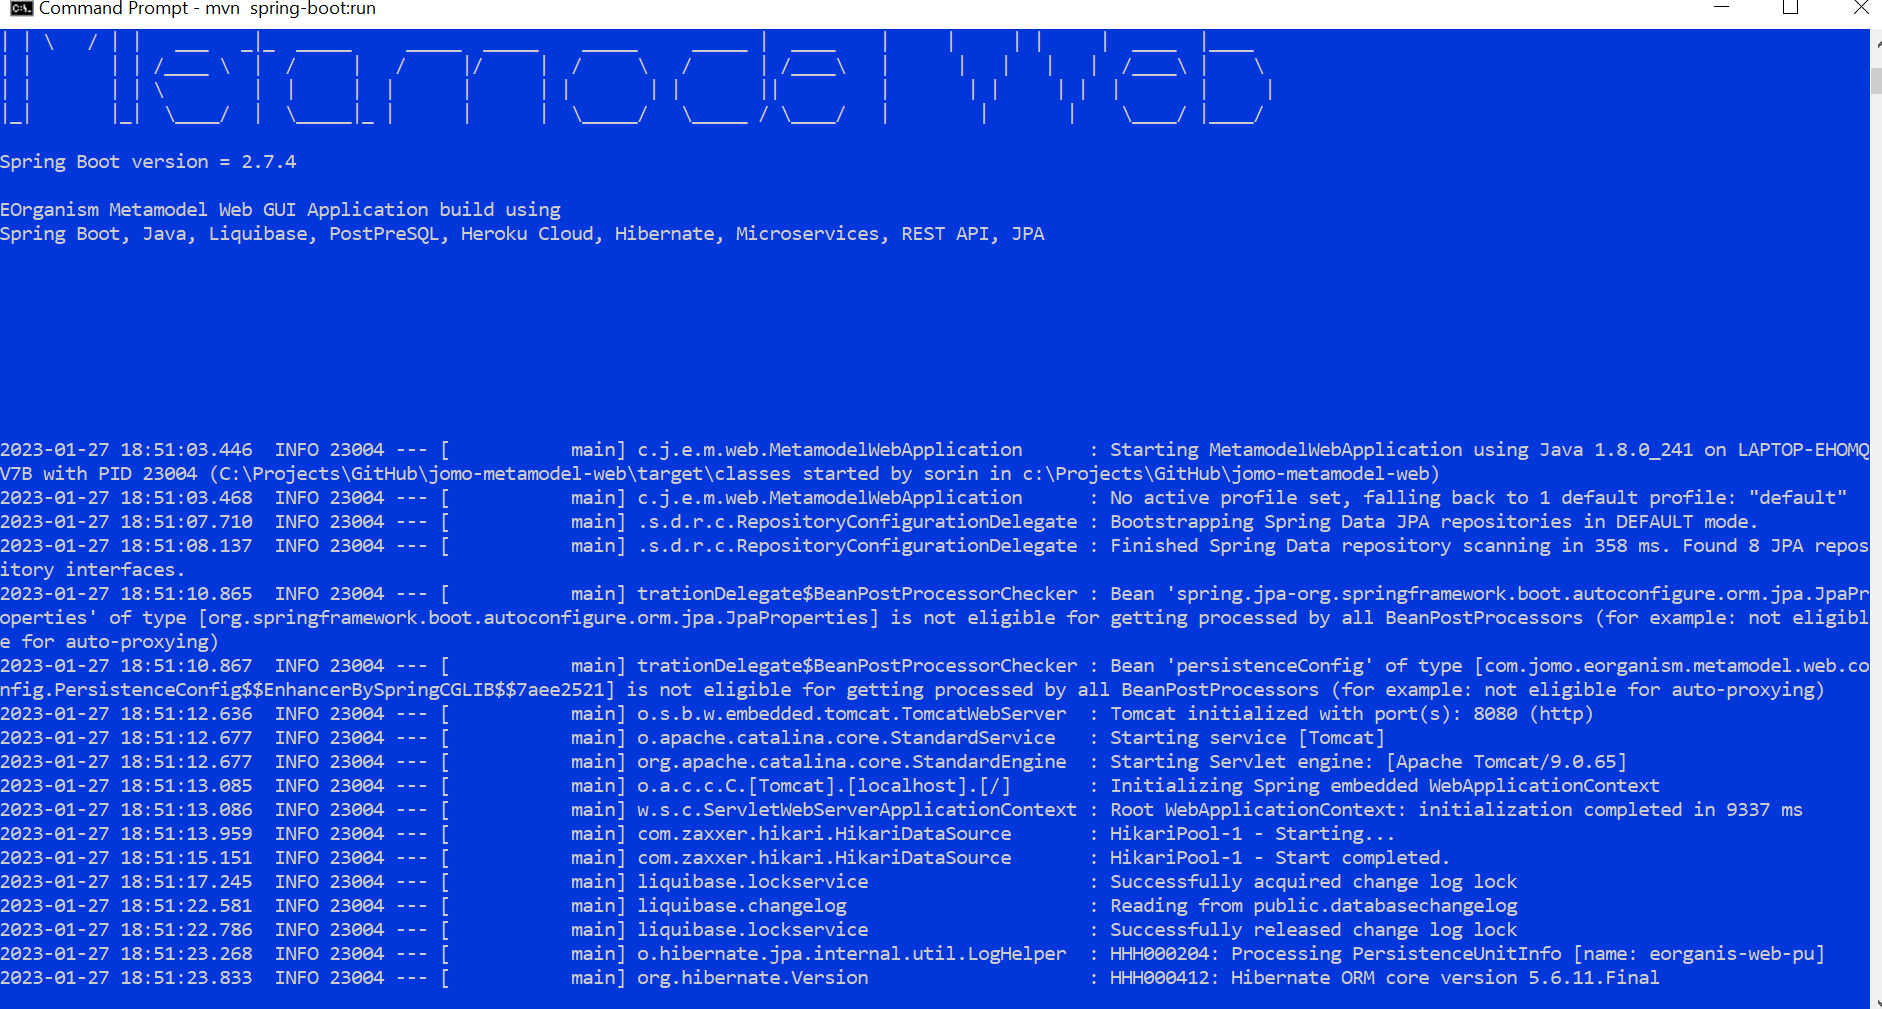 Command Prompt - mvn  spring-boot:run
Metamodel Web
Spring Boot version = 2.7.4
EOrganism Metamodel Web GUI Application build using
Spring Boot, Java, Liquibase, PostPreSQL, Heroku Cloud, Hibernate, Microservices, REST API, JPA
2023-01-27 18:51:03.446  INFO 23004 --- [           main] c.j.e.m.web.MetamodelWebApplication      : Starting MetamodelWebApplication using Java 1.8.0_241 on LAPTOP-EHOMQ
V7B with PID 23004 (C:\Projects\GitHub\jomo-metamodel-web\target\classes started by sorin in c:\Projects\GitHub\jomo-metamodel-web)
2023-01-27 18:51:03.468  INFO 23004 --- [           main] c.j.e.m.web.MetamodelWebApplication      : No active profile set, falling back to 1 default profile: "default"
2023-01-27 18:51:07.710  INFO 23004 --- [           main] .s.d.r.c.RepositoryConfigurationDelegate : Bootstrapping Spring Data JPA repositories in DEFAULT mode.
2023-01-27 18:51:08.137  INFO 23004 --- [           main] .s.d.r.c.RepositoryConfigurationDelegate : Finished Spring Data repository scanning in 358 ms. Found 8 JPA repos
itory interfaces.
2023-01-27 18:51:10.865  INFO 23004 --- [           main] trationDelegate$BeanPostProcessorChecker : Bean 'spring.jpa-org.springframework.boot.autoconfigure.orm.jpa.JpaPr
operties' of type [org.springframework.boot.autoconfigure.orm.jpa.JpaProperties] is not eligible for getting processed by all BeanPostProcessors (for example: not eligibl
e for auto-proxying)
2023-01-27 18:51:10.867  INFO 23004 --- [           main] trationDelegate$BeanPostProcessorChecker : Bean 'persistenceConfig' of type [com.jomo.eorganism.metamodel.web.co
nfig.PersistenceConfig$$EnhancerBySpringCGLIB$$7aee2521] is not eligible for getting processed by all BeanPostProcessors (for example: not eligible for auto-proxying)
2023-01-27 18:51:12.636  INFO 23004 --- [           main] o.s.b.w.embedded.tomcat.TomcatWebServer  : Tomcat initialized with port(s): 8080 (http)
2023-01-27 18:51:12.677  INFO 23004 --- [           main] o.apache.catalina.core.StandardService   : Starting service [Tomcat]
2023-01-27 18:51:12.677  INFO 23004 --- [           main] org.apache.catalina.core.StandardEngine  : Starting Servlet engine: [Apache Tomcat/9.0.65]
2023-01-27 18:51:13.085  INFO 23004 --- [           main] o.a.c.c.C.[Tomcat].[localhost].[/]       : Initializing Spring embedded WebApplicationContext
2023-01-27 18:51:13.086  INFO 23004 --- [           main] w.s.c.ServletWebServerApplicationContext : Root WebApplicationContext: initialization completed in 9337 ms
2023-01-27 18:51:13.959  INFO 23004 --- [           main] com.zaxxer.hikari.HikariDataSource       : HikariPool-1 - Starting...
2023-01-27 18:51:15.151  INFO 23004 --- [           main] com.zaxxer.hikari.HikariDataSource       : HikariPool-1 - Start completed.
2023-01-27 18:51:17.245  INFO 23004 --- [           main] liquibase.lockservice                    : Successfully acquired change log lock
2023-01-27 18:51:22.581  INFO 23004 --- [           main] liquibase.changelog                      : Reading from public.databasechangelog
2023-01-27 18:51:22.786  INFO 23004 --- [           main] liquibase.lockservice                    : Successfully released change log lock
2023-01-27 18:51:23.268  INFO 23004 --- [           main] o.hibernate.jpa.internal.util.LogHelper  : HHH000204: Processing PersistenceUnitInfo [name: eorganis-web-pu]
2023-01-27 18:51:23.833  INFO 23004 --- [           main] org.hibernate.Version                    : HHH000412: Hibernate ORM core version 5.6.11.Final